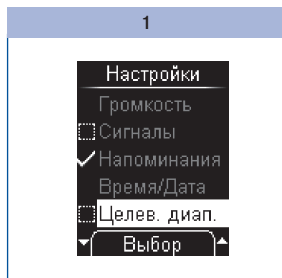 1
Настройки
Громкость
Сигналы
Напоминания
Время/Дата
Целев. диап.
Выбор